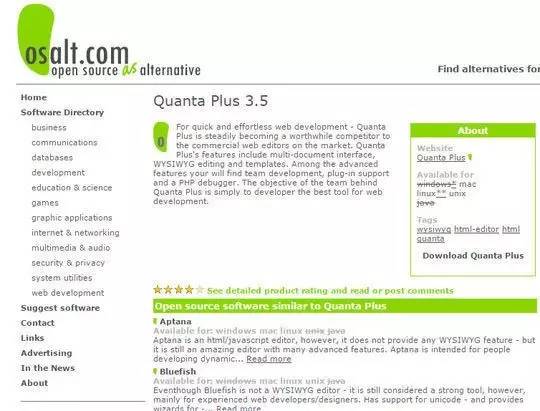 osalt.com
open source as alternative
Find alternatives for
Home
Software Directory
business
communications
databases
development
education & science
games
graphic applications
internet & networking
multimedia & audio
security & privacy
system utilities
web development
Suggest software
Contact
Links
Advertising
In the News
About
Quanta Plus 3.5
For quick and effortless web development - Quanta
Plus is steadily becoming a worthwhile competitor to
the commercial web editors on the market. Quanta
Plus's features include multi-document interface,
WYSIWYG editing and templates. Among the advanced
features your will find team development, plug-in support
and a PHP debugger. The objective of the team behind
Quanta Plus is simply to developer the best tool for web
development.
About
Website
Quanta Plus
Available for
windows* mac
linux** unix
java
Tags
wysiwyg html-editor html
quanta
Download Quanta Plus
See detailed product rating and read or post comments
Open source software similar to Quanta Plus
Aptana
Available for: windows mac linux unix java
Aptana is an html/javascript editor, however, it does not provide any WYSIWYG feature - but
it is still an amazing editor with many advanced features. Aptana is intended for people
developing dynamic... Read more
Bluefish
Available for: windows mac linux unix java
Eventhough Bluefish is not a WYSIWYG editor - it is still considered a strong tool, however,
mainly for experienced web developers/designers. Has support for unicode - and provides
wizards for -... Read more